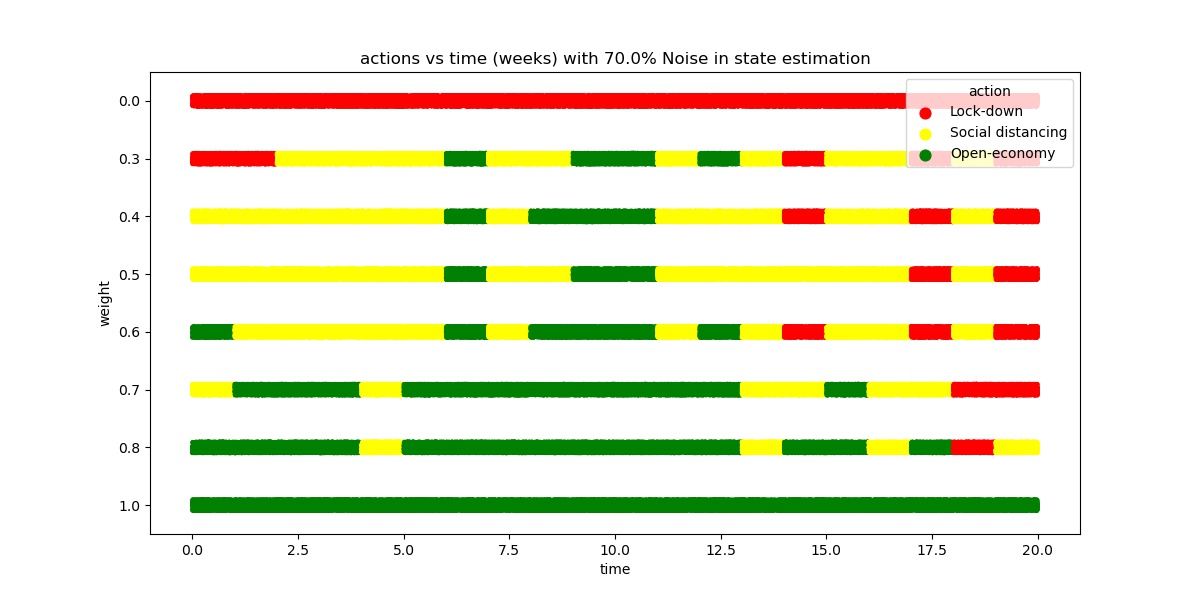 actions vs time (weeks) with 70.0% Noise in state estimation
action
Lock-down
Social distancing
Open-economy
weight
0.0
0.3
0.4
0.5
0.6
0.7
0.8
1.0
0.0 2.5 5.0 7.5 10.0 12.5 15.0 17.5 20.0
time